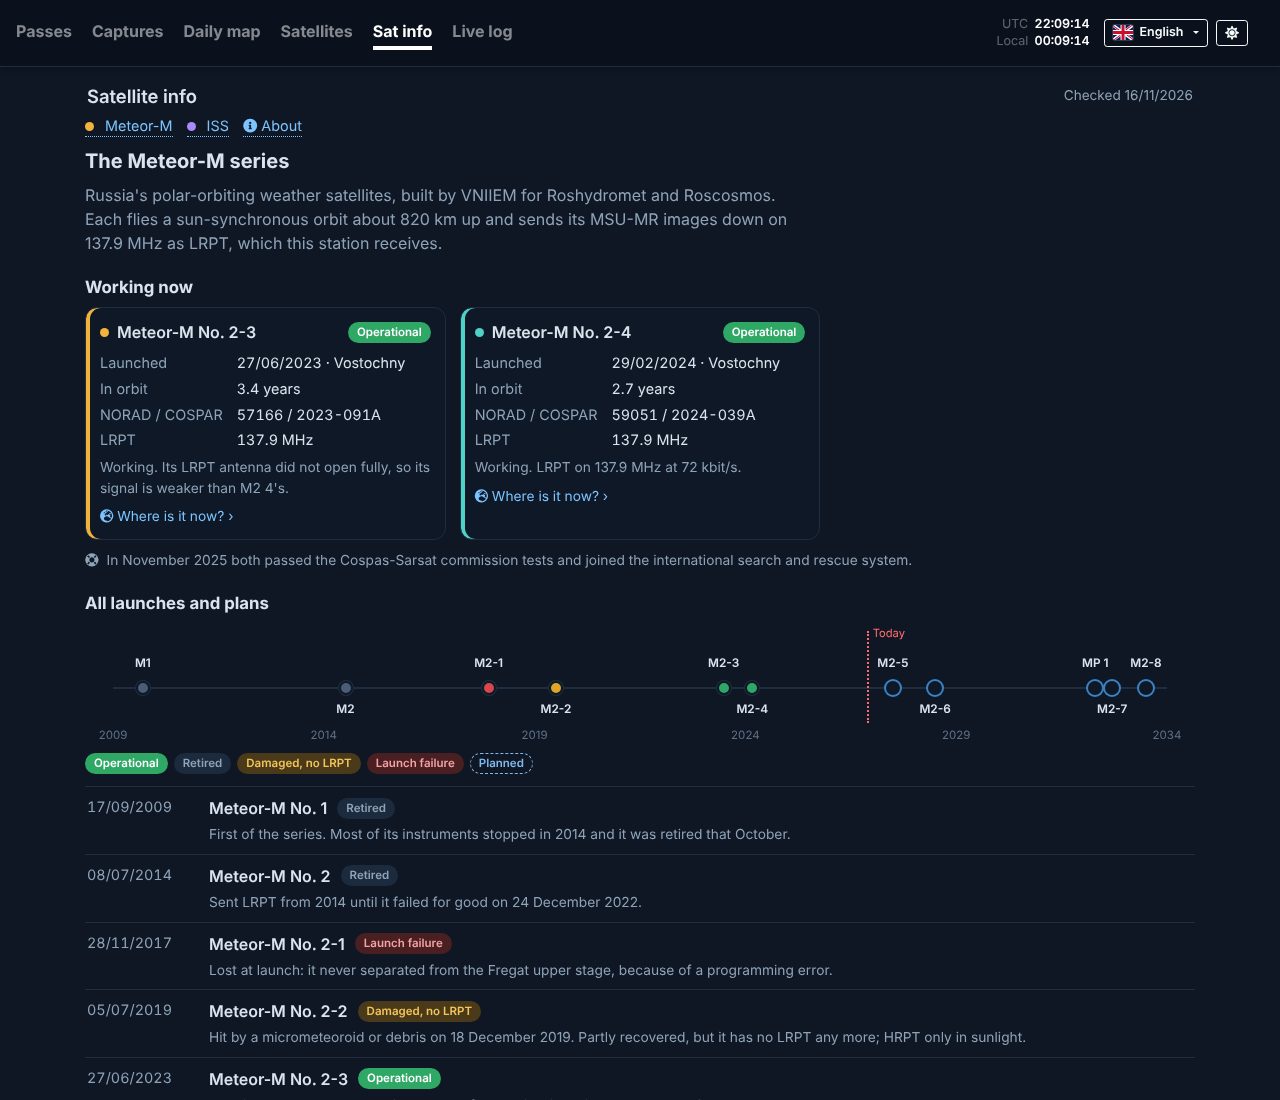 Passes Captures Daily map Satellites Sat info Live log
UTC 22:09:14
Local 00:09:14
English
Satellite info
Checked 16/11/2026
Meteor-M ISS About
The Meteor-M series
Russia's polar-orbiting weather satellites, built by VNIIEM for Roshydromet and Roscosmos.
Each flies a sun-synchronous orbit about 820 km up and sends its MSU-MR images down on
137.9 MHz as LRPT, which this station receives.
Working now
Meteor-M No. 2-3 Operational
Launched 27/06/2023 · Vostochny
In orbit 3.4 years
NORAD / COSPAR 57166 / 2023-091A
LRPT 137.9 MHz
Working. Its LRPT antenna did not open fully, so its
signal is weaker than M2 4's.
Where is it now? ›
Meteor-M No. 2-4 Operational
Launched 29/02/2024 · Vostochny
In orbit 2.7 years
NORAD / COSPAR 59051 / 2024-039A
LRPT 137.9 MHz
Working. LRPT on 137.9 MHz at 72 kbit/s.
Where is it now? ›
In November 2025 both passed the Cospas-Sarsat commission tests and joined the international search and rescue system.
All launches and plans
Today
M1 M2-1 M2-3 M2-5 MP 1 M2-8
M2 M2-2 M2-4 M2-6 M2-7
2009 2014 2019 2024 2029 2034
Operational Retired Damaged, no LRPT Launch failure Planned
17/09/2009 Meteor-M No. 1 Retired
First of the series. Most of its instruments stopped in 2014 and it was retired that October.
08/07/2014 Meteor-M No. 2 Retired
Sent LRPT from 2014 until it failed for good on 24 December 2022.
28/11/2017 Meteor-M No. 2-1 Launch failure
Lost at launch: it never separated from the Fregat upper stage, because of a programming error.
05/07/2019 Meteor-M No. 2-2 Damaged, no LRPT
Hit by a micrometeoroid or debris on 18 December 2019. Partly recovered, but it has no LRPT any more; HRPT only in sunlight.
27/06/2023 Meteor-M No. 2-3 Operational